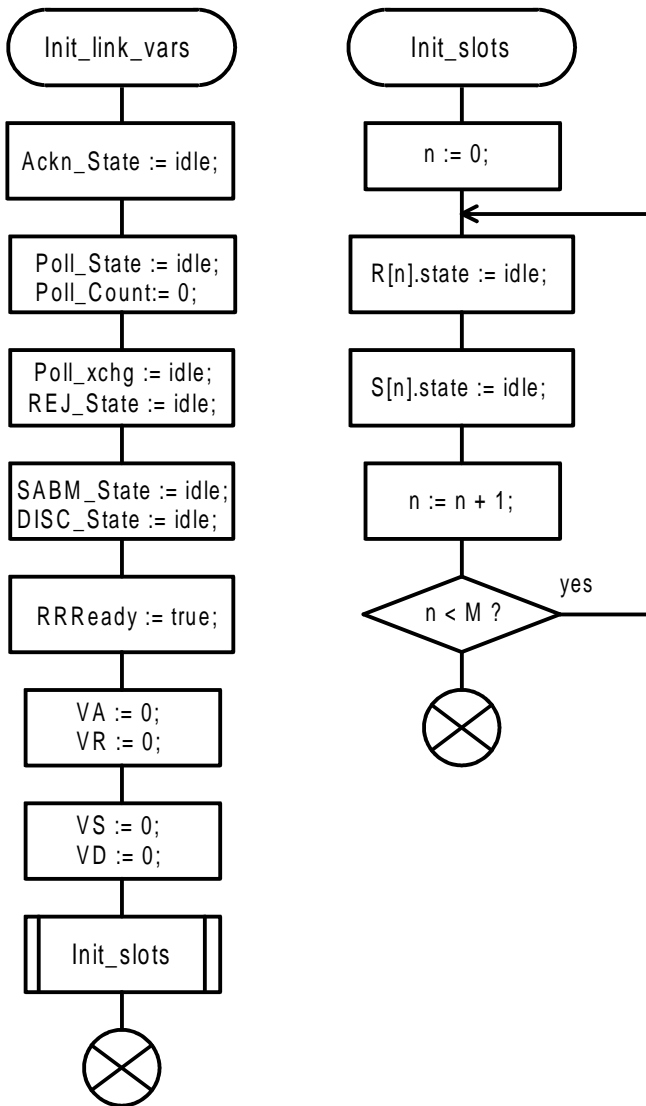 Init_link_vars
Ackn_State := idle;
Poll_State := idle;
Poll_Count:= 0;
Poll_xchg := idle;
REJ_State := idle;
SABM_State := idle;
DISC_State := idle;
RRReady := true;
VA := 0;
VR := 0;
VS := 0;
VD := 0;
Init_slots
Init_slots
n := 0;
R[n].state := idle;
S[n].state := idle;
n := n + 1;
n < M ?
yes